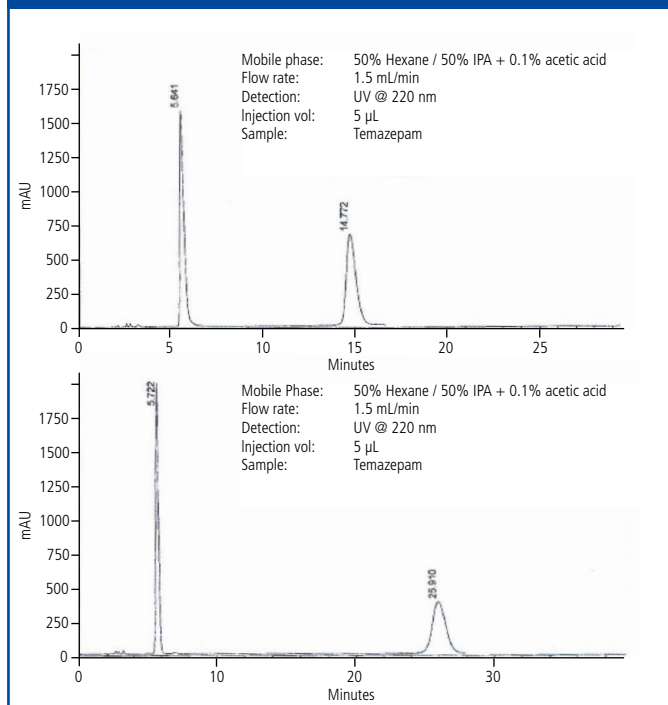 Mobile phase: 50% Hexane / 50% IPA + 0.1% acetic acid
Flow rate: 1.5 mL/min
Detection: UV @ 220 nm
Injection vol: 5 µL
Sample: Temazepam
1750
1500
1250
1000
750
500
250
0
mAU
5.641
14.772
0 5 10 15 20 25
Minutes
Mobile Phase: 50% Hexane / 50% IPA + 0.1% acetic acid
Flow rate: 1.5 mL/min
Detection: UV @ 220 nm
Injection vol: 5 µL
Sample: Temazepam
1750
1500
1250
1000
750
500
250
0
mAU
5.722
25.910
0 10 20 30
Minutes